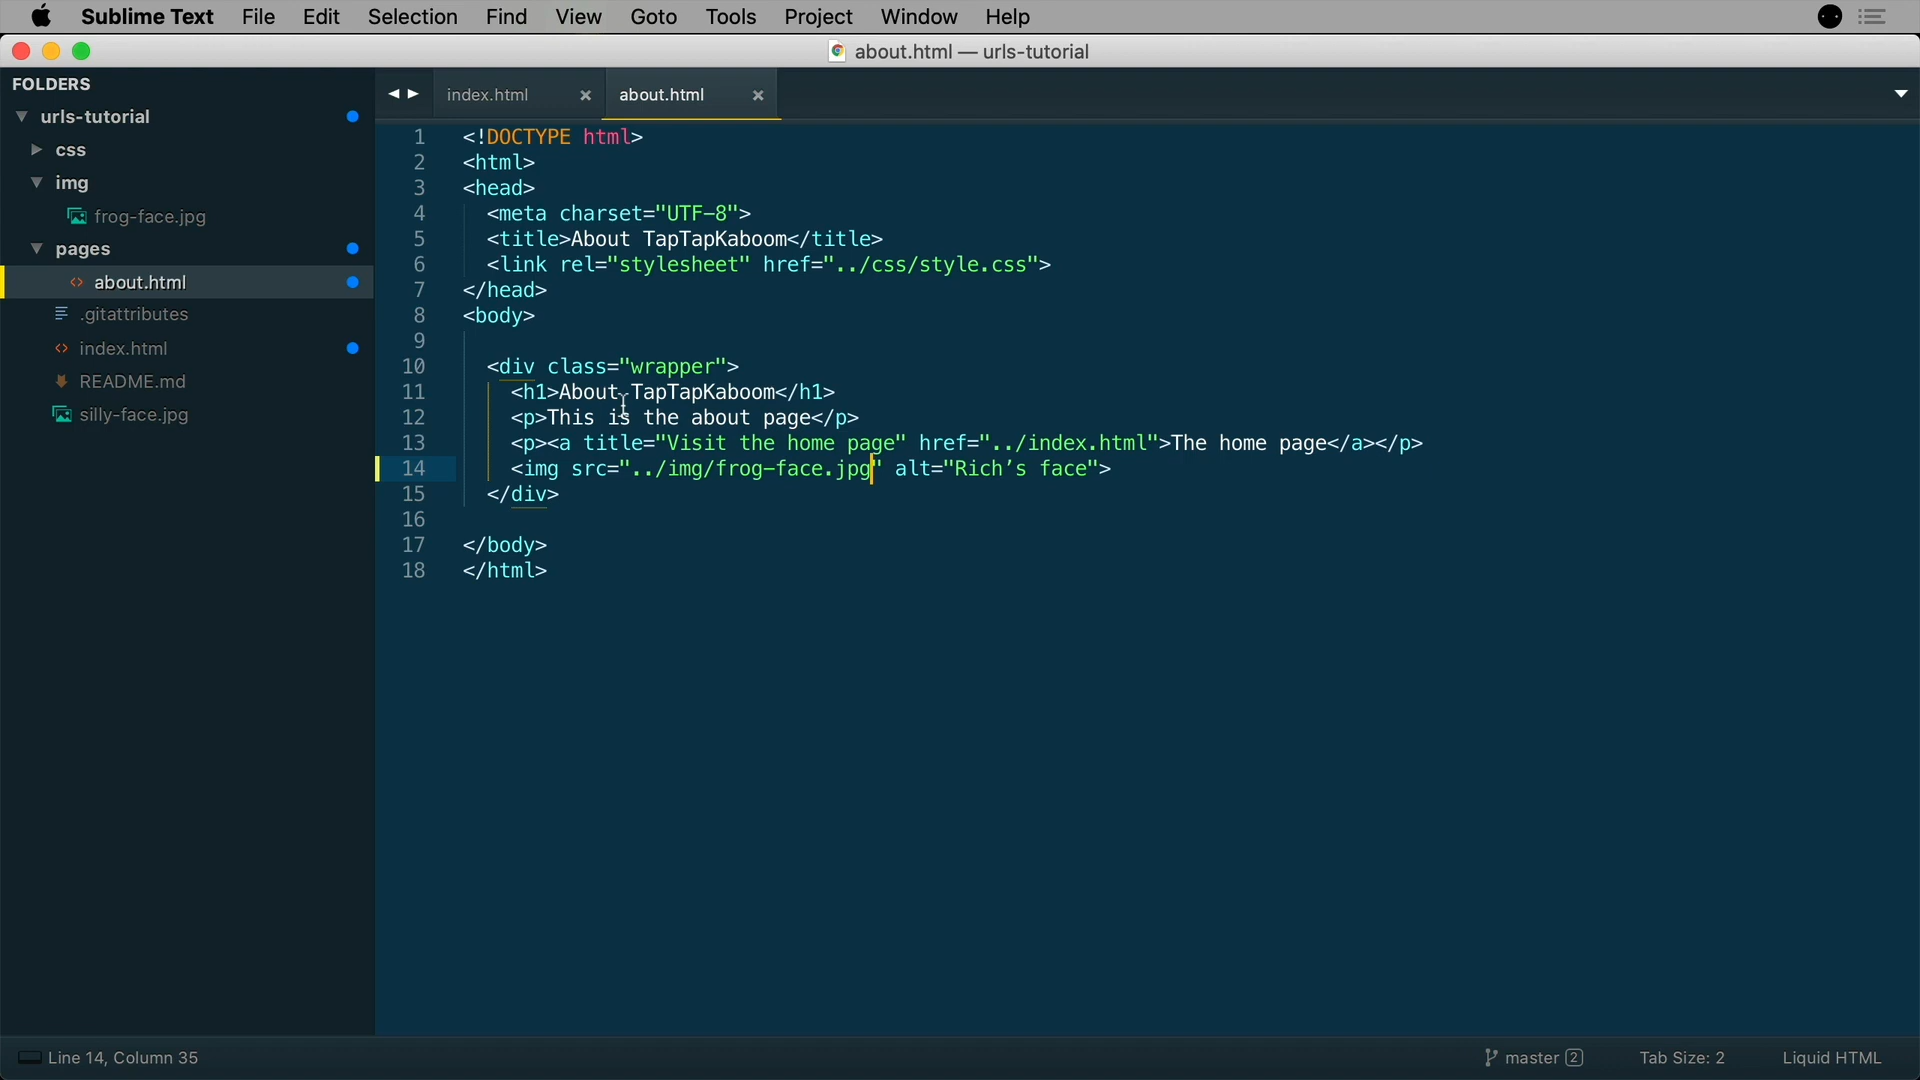 Sublime Text File Edit Selection Find View Goto Tools Project Window Help
about.html — urls-tutorial
FOLDERS
urls-tutorial
css
img
frog-face.jpg
pages
about.html
.gitattributes
index.html
README.md
silly-face.jpg
index.html × about.html ×
1 <!DOCTYPE html>
2 <html>
3 <head>
4 <meta charset="UTF-8">
5 <title>About TapTapKaboom</title>
6 <link rel="stylesheet" href="../css/style.css">
7 </head>
8 <body>
9
10 <div class="wrapper">
11 <h1>About TapTapKaboom</h1>
12 <p>This is the about page</p>
13 <p><a title="Visit the home page" href="../index.html">The home page</a></p>
14 <img src="../img/frog-face.jpg" alt="Rich’s face">
15 </div>
16
17 </body>
18 </html>
Line 14, Column 35 master 2 Tab Size: 2 Liquid HTML